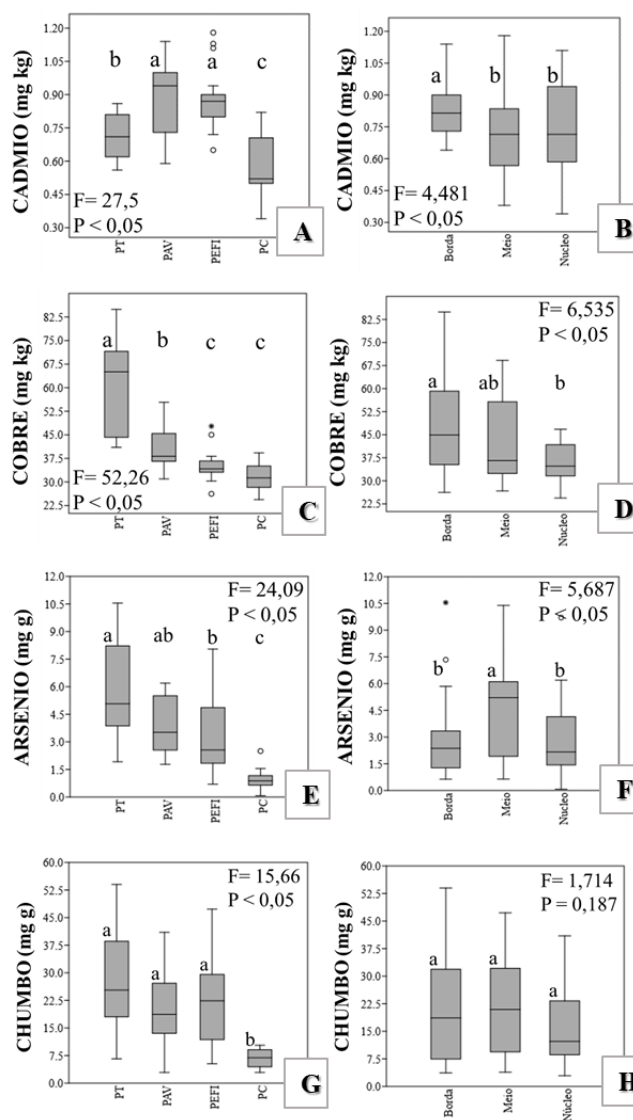 CADMIO (mg kg)
1.20
1.05
0.90
0.75
0.60
0.45
0.30
b
a
a
c
F= 27,5
P < 0,05
PT
PAV
PEFI
PC
A
CADMIO (mg kg)
1.20
1.05
0.90
0.75
0.60
0.45
0.30
a
b
b
F= 4,481
P < 0,05
Borda
Meio
Nucleo
B
COBRE (mg kg)
82.5
75.0
67.5
60.0
52.5
45.0
37.5
30.0
22.5
a
b
c
c
F= 52,26
P < 0,05
PT
PAV
PEFI
PC
C
COBRE (mg kg)
82.5
75.0
67.5
60.0
52.5
45.0
37.5
30.0
22.5
F= 6,535
P < 0,05
a
ab
b
Borda
Meio
Nucleo
D
ARSENIO (mg g)
12.0
10.5
9.0
7.5
6.0
4.5
3.0
1.5
0.0
F= 24,09
P < 0,05
a
ab
b
c
PT
PAV
PEFI
PC
E
ARSENIO (mg g)
12.0
10.5
9.0
7.5
6.0
4.5
3.0
1.5
0.0
F= 5,687
P < 0,05
b
a
b
Borda
Meio
Nucleo
F
CHUMBO (mg g)
60.0
52.5
45.0
37.5
30.0
22.5
15.0
7.5
0.0
F= 15,66
P < 0,05
a
a
a
b
PT
PAV
PEFI
PC
G
CHUMBO (mg g)
60.0
52.5
45.0
37.5
30.0
22.5
15.0
7.5
0.0
F= 1,714
P = 0,187
a
a
a
Borda
Meio
Núcleo
H